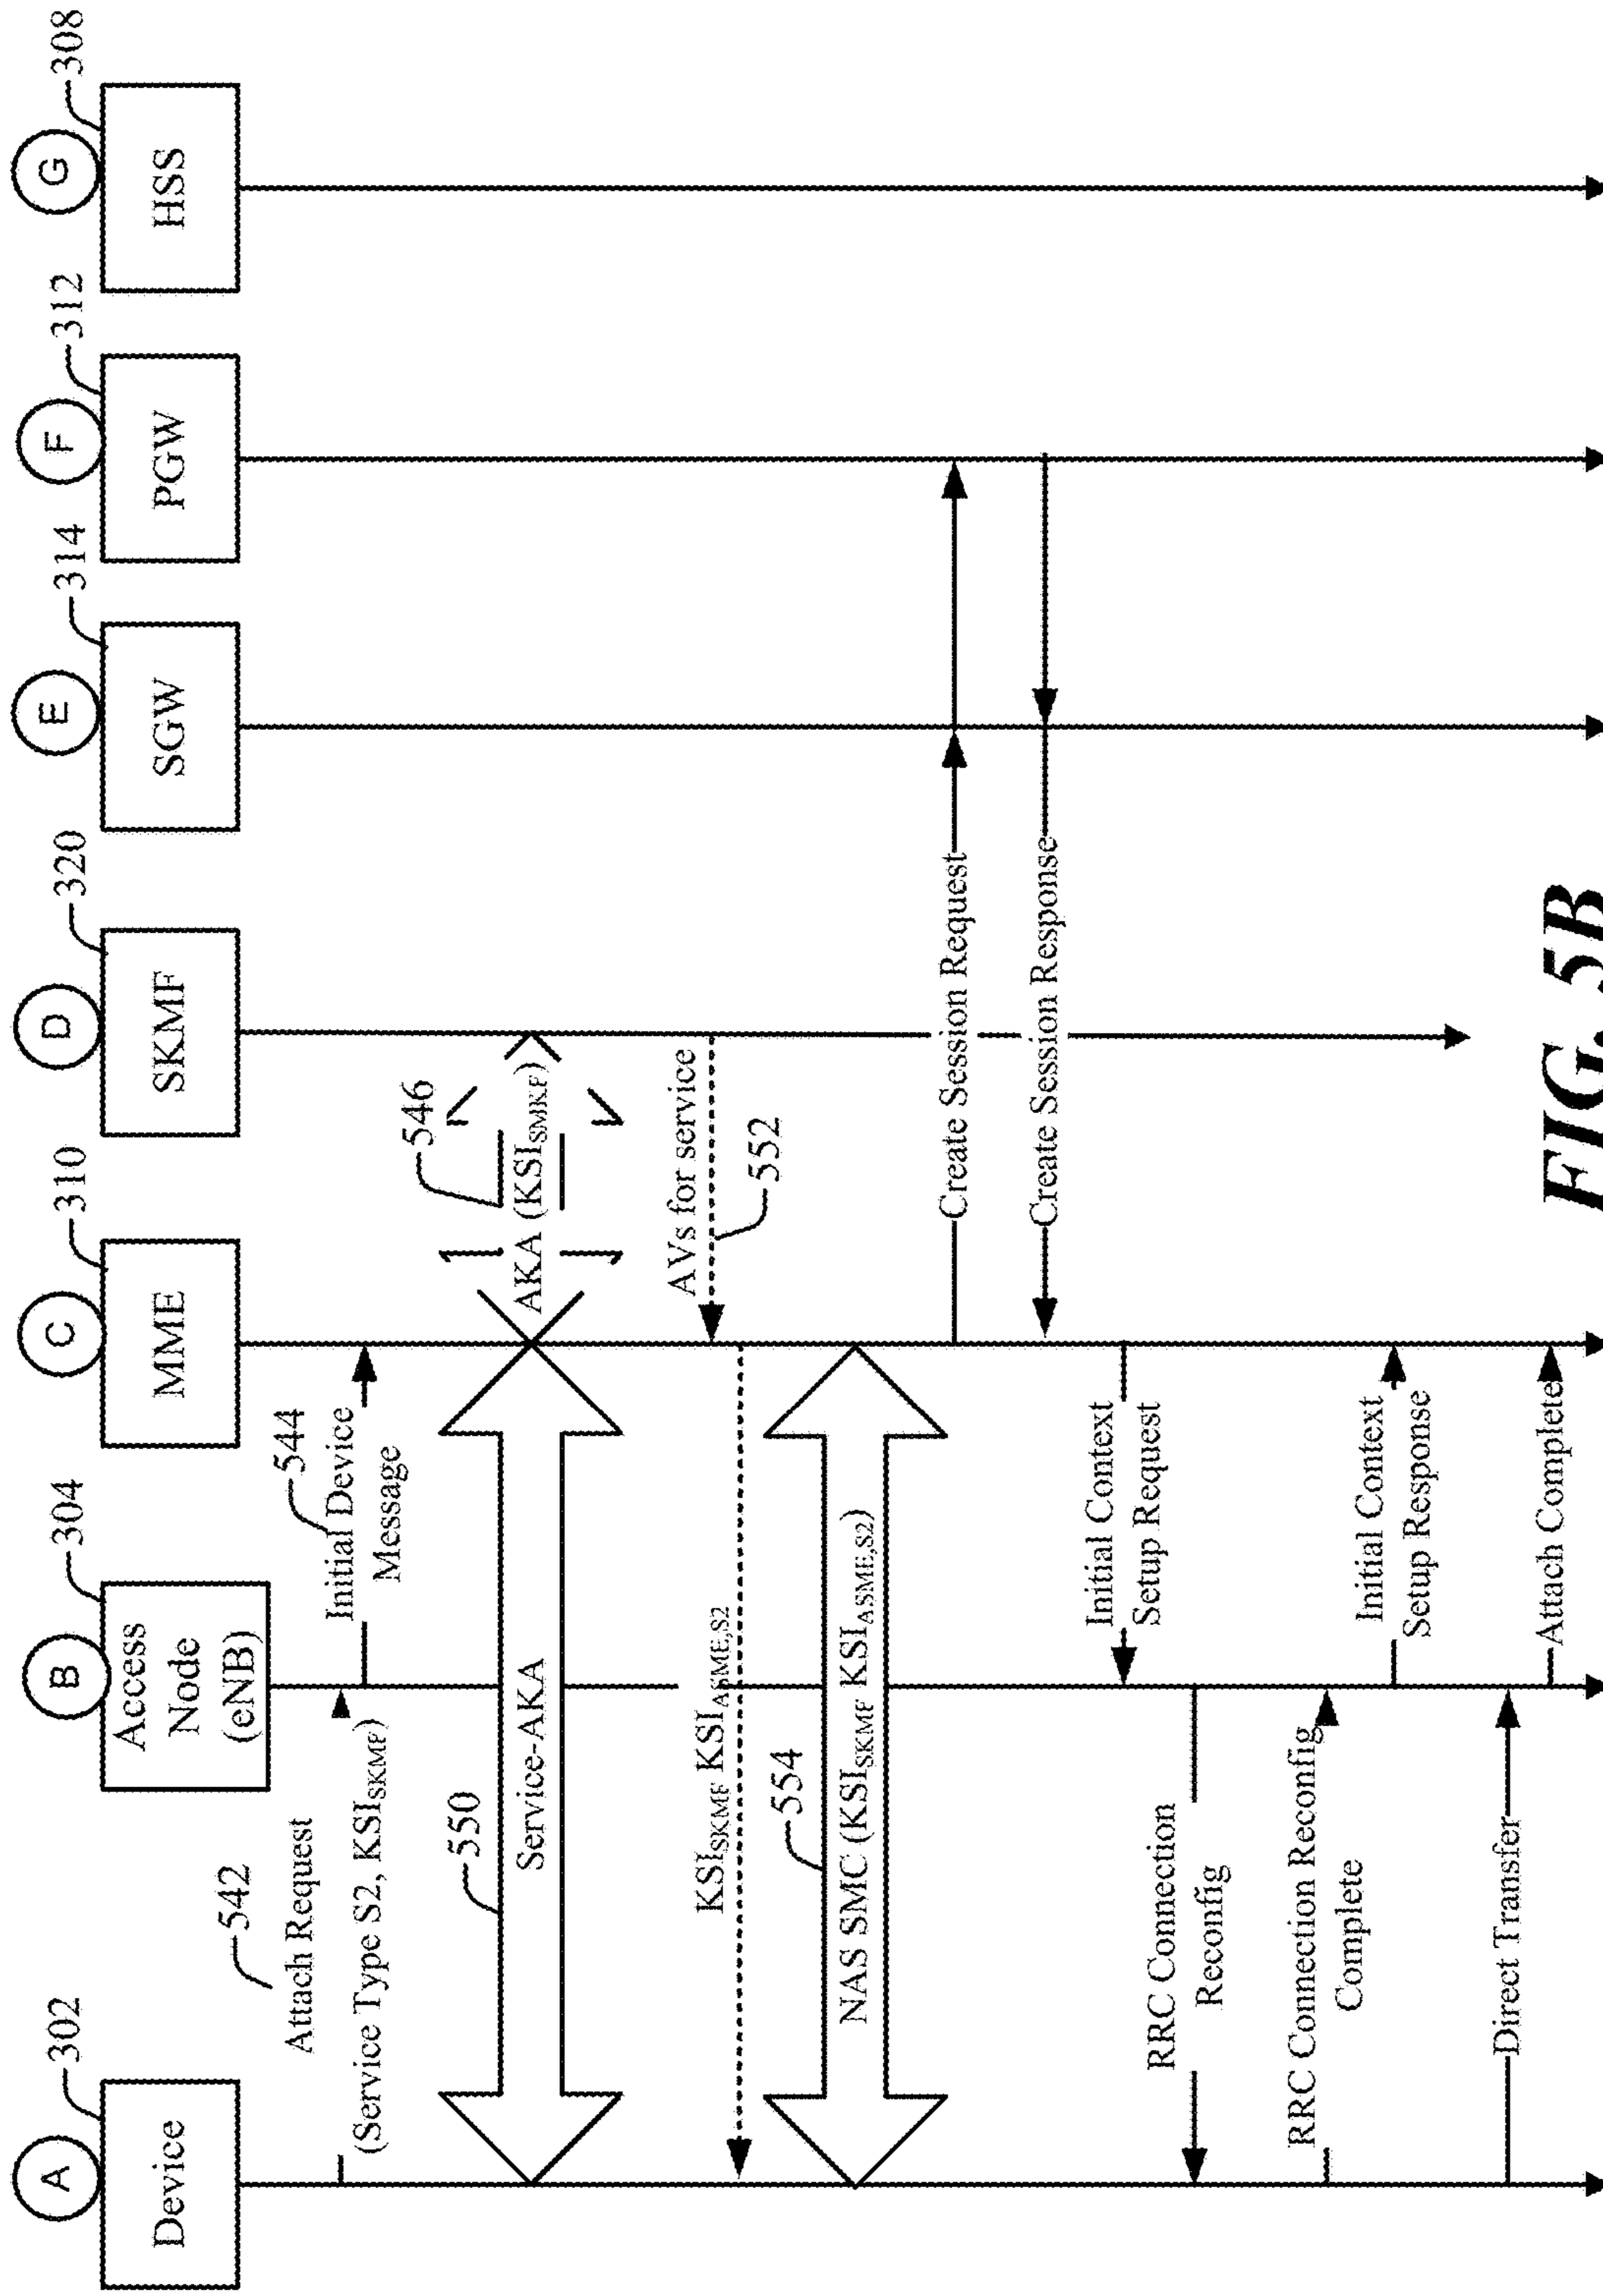 A
B
C
D
E
F
G
302
304
310
320
314
312
308
Device
Access
Node
(eNB)
MME
SKMF
SGW
PGW
HSS
542
Attach Request
(Service Type S2, KSI_SKMF)
544
Initial Device
Message
550
Service-AKA
546
AKA (KSI_SMKF)
AVs for service
552
KSI_SKMF KSI_ASME,S2
554
NAS SMC (KSI_SKMF KSI_ASME,S2)
Create Session Request
Create Session Response
Initial Context
Setup Request
RRC Connection
Reconfig
RRC Connection Reconfig
Complete
Initial Context
Setup Response
Direct Transfer
Attach Complete
FIG. 5B